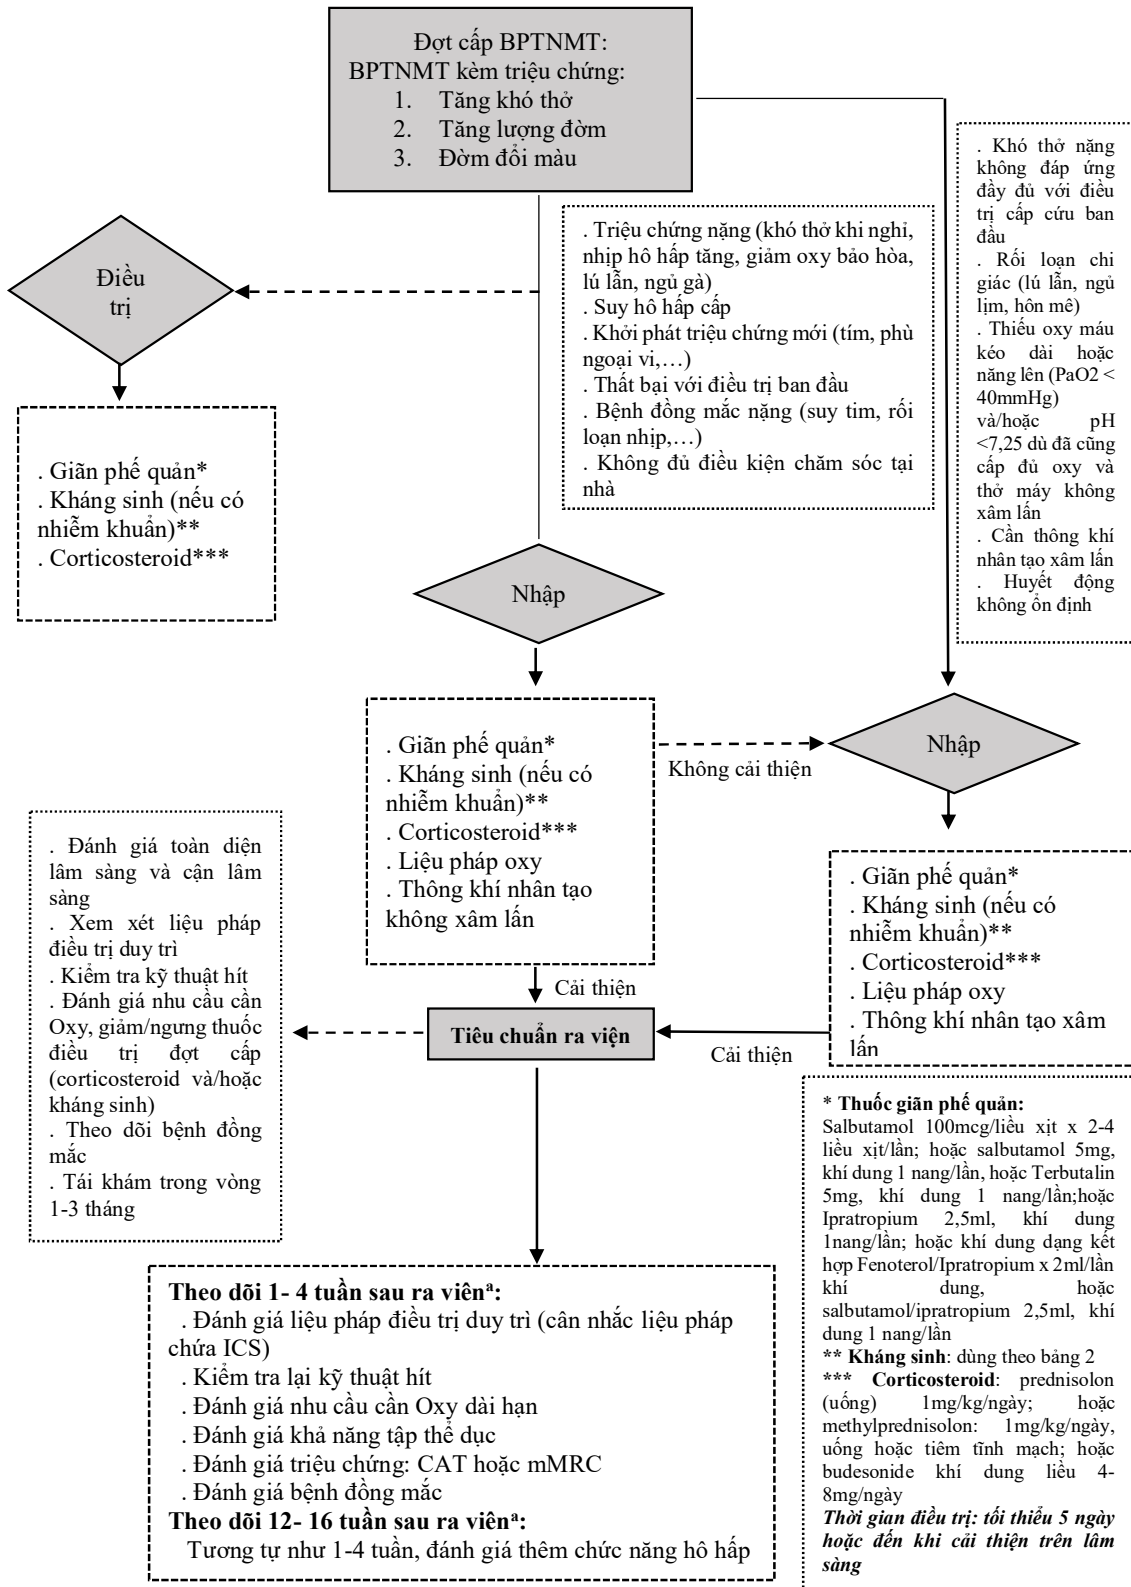 Đợt cấp BPTNMT:
BPTNMT kèm triệu chứng:
1. Tăng khó thở
2. Tăng lượng đờm
3. Đờm đổi màu
. Khó thở nặng
không đáp ứng
đầy đủ với điều
trị cấp cứu ban
đầu
. Rối loạn chi
giác (lú lẫn, ngủ
lịm, hôn mê)
. Thiếu oxy máu
kéo dài hoặc
năng lên (PaO2 <
40mmHg)
và/hoặc pH
<7,25 dù đã cũng
cấp đủ oxy và
thở máy không
xâm lấn
. Cần thông khí
nhân tạo xâm lấn
. Huyết động
không ổn định
. Triệu chứng nặng (khó thở khi nghỉ,
nhịp hô hấp tăng, giảm oxy bảo hòa,
lú lẫn, ngủ gà)
. Suy hô hấp cấp
. Khởi phát triệu chứng mới (tím, phù
ngoại vi,…)
. Thất bại với điều trị ban đầu
. Bệnh đồng mắc nặng (suy tim, rối
loạn nhịp,…)
. Không đủ điều kiện chăm sóc tại
nhà
Điều
trị
. Giãn phế quản*
. Kháng sinh (nếu có
nhiễm khuẩn)**
. Corticosteroid***
Nhập
. Giãn phế quản*
. Kháng sinh (nếu có
nhiễm khuẩn)**
. Corticosteroid***
. Liệu pháp oxy
. Thông khí nhân tạo
không xâm lấn
Không cải thiện
Nhập
. Giãn phế quản*
. Kháng sinh (nếu có
nhiễm khuẩn)**
. Corticosteroid***
. Liệu pháp oxy
. Thông khí nhân tạo xâm
lấn
Cải thiện
Tiêu chuẩn ra viện
Cải thiện
. Đánh giá toàn diện
lâm sàng và cận lâm
sàng
. Xem xét liệu pháp
điều trị duy trì
. Kiểm tra kỹ thuật hít
. Đánh giá nhu cầu cần
Oxy, giảm/ngưng thuốc
điều trị đợt cấp
(corticosteroid và/hoặc
kháng sinh)
. Theo dõi bệnh đồng
mắc
. Tái khám trong vòng
1-3 tháng
Theo dõi 1- 4 tuần sau ra viênᵃ:
. Đánh giá liệu pháp điều trị duy trì (cân nhắc liệu pháp
chứa ICS)
. Kiểm tra lại kỹ thuật hít
. Đánh giá nhu cầu cần Oxy dài hạn
. Đánh giá khả năng tập thể dục
. Đánh giá triệu chứng: CAT hoặc mMRC
. Đánh giá bệnh đồng mắc
Theo dõi 12- 16 tuần sau ra việnᵃ:
Tương tự như 1-4 tuần, đánh giá thêm chức năng hô hấp
* Thuốc giãn phế quản:
Salbutamol 100mcg/liều xịt x 2-4
liều xịt/lần; hoặc salbutamol 5mg,
khí dung 1 nang/lần, hoặc Terbutalin
5mg, khí dung 1 nang/lần;hoặc
Ipratropium 2,5ml, khí dung
1nang/lần; hoặc khí dung dạng kết
hợp Fenoterol/Ipratropium x 2ml/lần
khí dung, hoặc
salbutamol/ipratropium 2,5ml, khí
dung 1 nang/lần
** Kháng sinh: dùng theo bảng 2
*** Corticosteroid: prednisolon
(uống) 1mg/kg/ngày; hoặc
methylprednisolon: 1mg/kg/ngày,
uống hoặc tiêm tĩnh mạch; hoặc
budesonide khí dung liều 4-
8mg/ngày
Thời gian điều trị: tối thiểu 5 ngày
hoặc đến khi cải thiện trên lâm
sàng